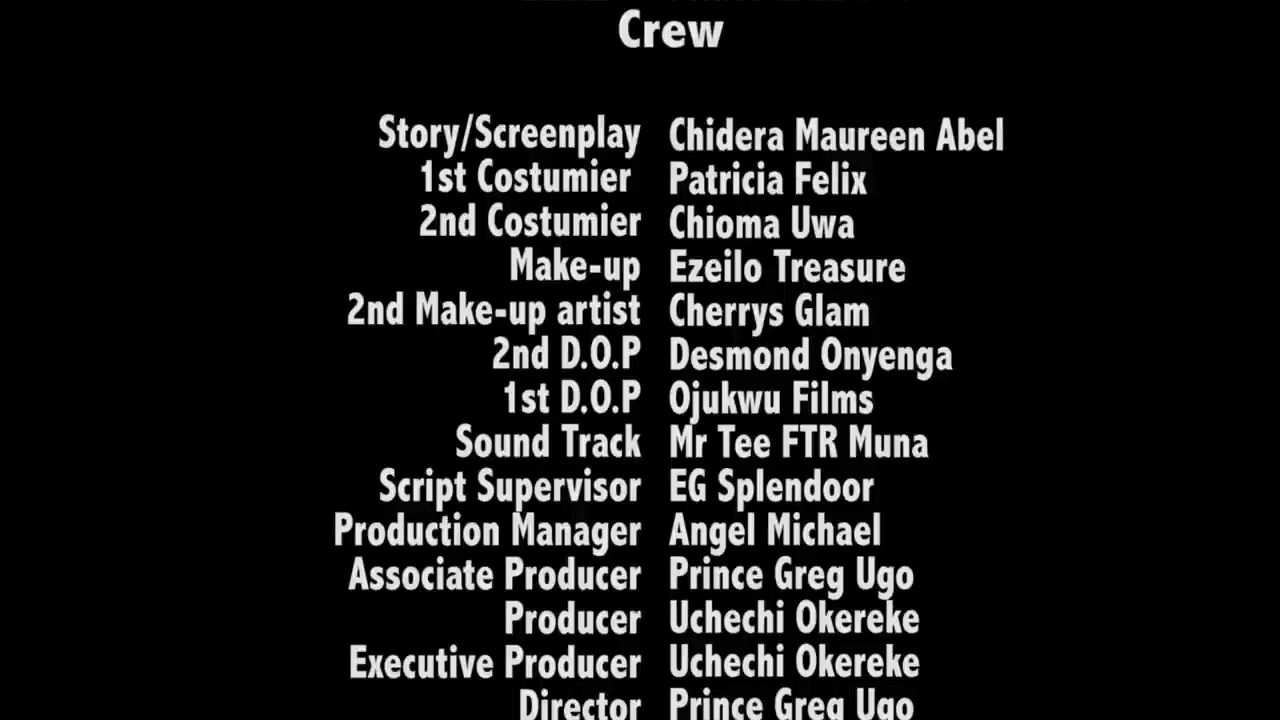 Crew
Story/Screenplay Chidera Maureen Abel
1st Costumier Patricia Felix
2nd Costumier Chioma Uwa
Make-up Ezeilo Treasure
2nd Make-up artist Cherrys Glam
2nd D.O.P Desmond Onyenga
1st D.O.P Ojukwu Films
Sound Track Mr Tee FTR Muna
Script Supervisor EG Splendoor
Production Manager Angel Michael
Associate Producer Prince Greg Ugo
Producer Uchechi Okereke
Executive Producer Uchechi Okereke
Director Prince Greg Ugo